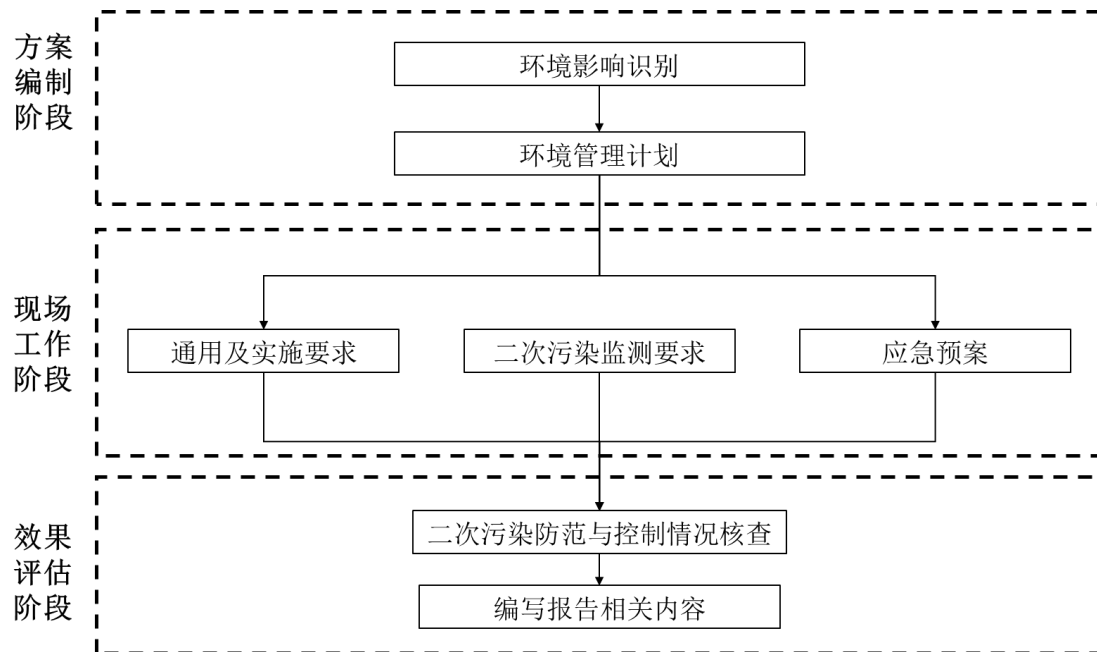 方案
编制
阶段
环境影响识别
环境管理计划
现场
工作
阶段
通用及实施要求
二次污染监测要求
应急预案
效果
评估
阶段
二次污染防范与控制情况核查
编写报告相关内容